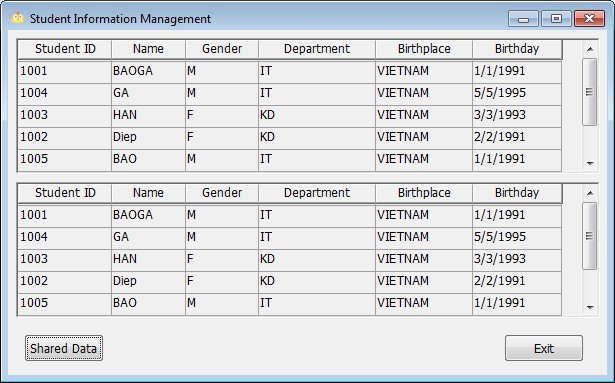 Student Information Management
Student ID Name Gender Department Birthplace Birthday
1001 BAOGA M IT VIETNAM 1/1/1991
1004 GA M IT VIETNAM 5/5/1995
1003 HAN F KD VIETNAM 3/3/1993
1002 Diep F KD VIETNAM 2/2/1991
1005 BAO M IT VIETNAM 1/1/1991
Student ID Name Gender Department Birthplace Birthday
1001 BAOGA M IT VIETNAM 1/1/1991
1004 GA M IT VIETNAM 5/5/1995
1003 HAN F KD VIETNAM 3/3/1993
1002 Diep F KD VIETNAM 2/2/1991
1005 BAO M IT VIETNAM 1/1/1991
Shared Data Exit